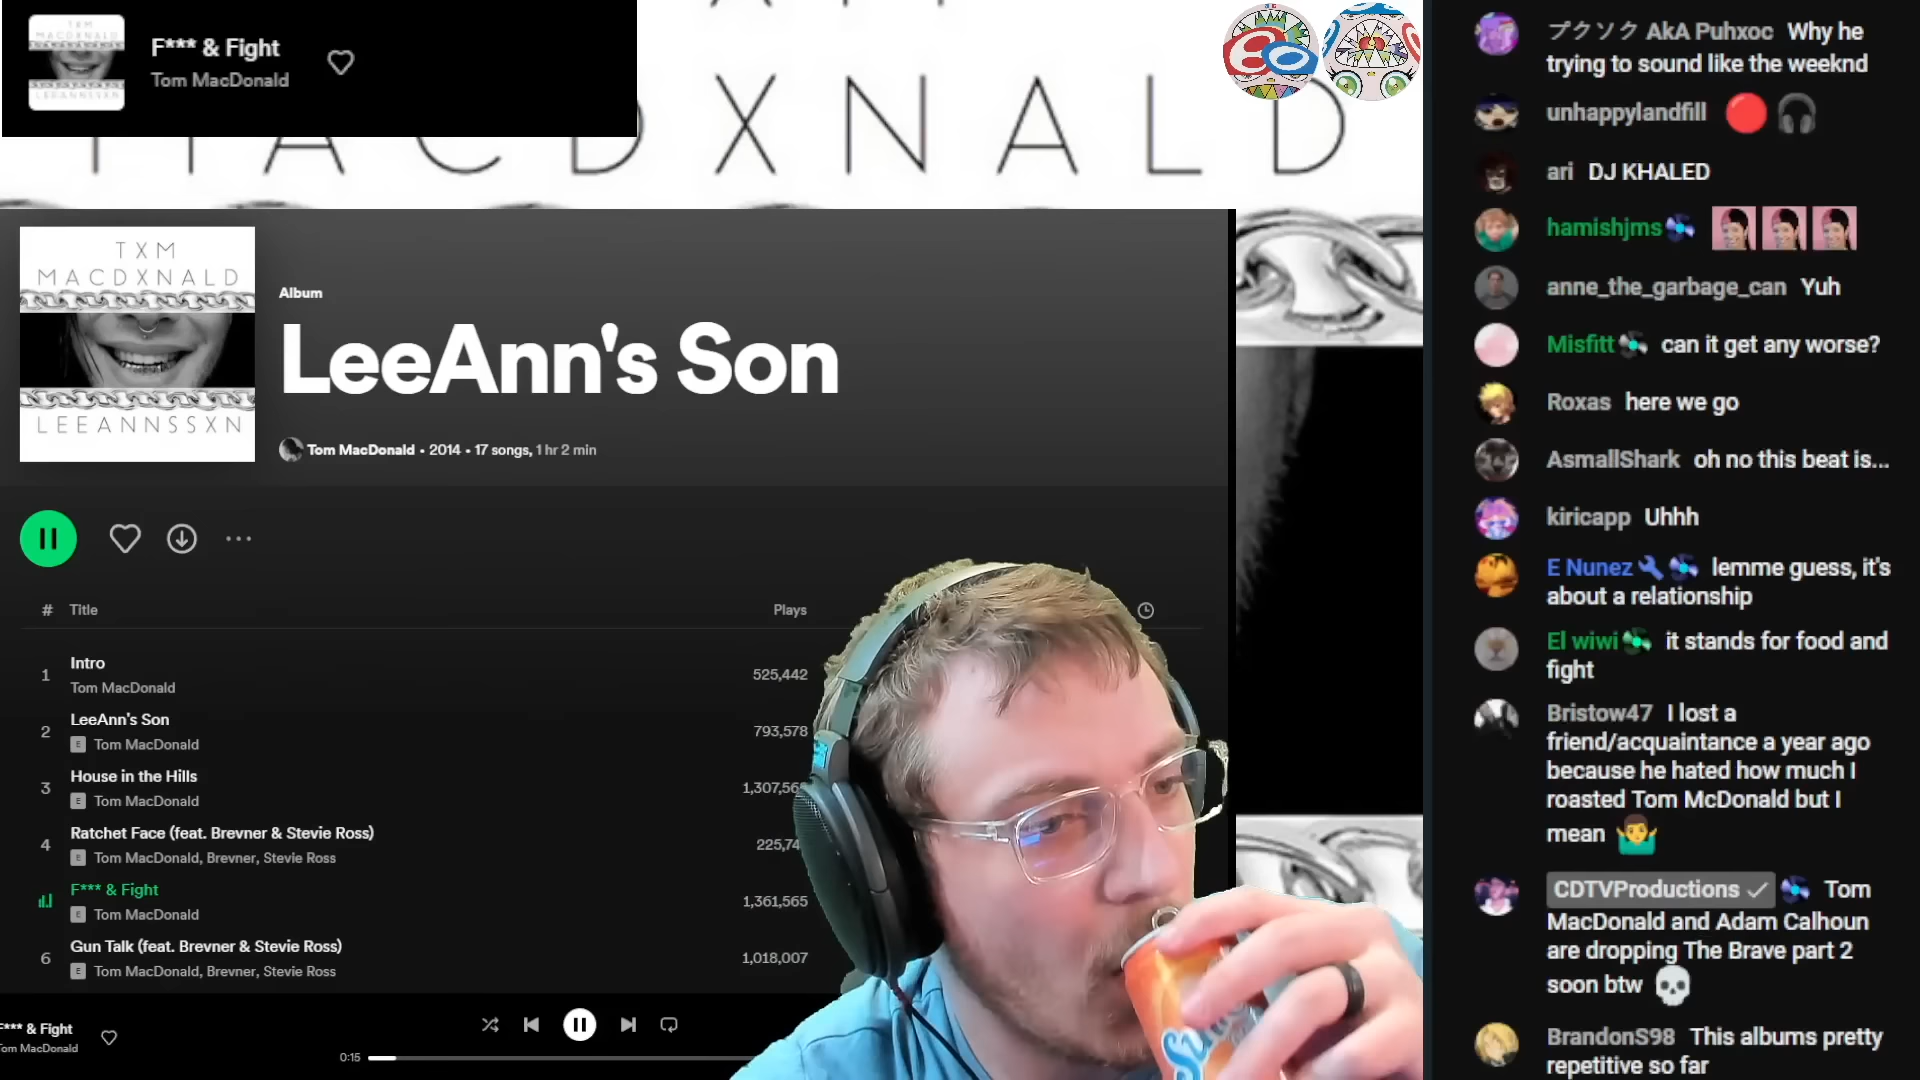 F*** & Fight
Tom MacDonald
MACDXNALD
TXM
MACDXNALD
LEEANNSSXN
Album
LeeAnn's Son
Tom MacDonald • 2014 • 17 songs, 1 hr 2 min
# Title Plays
1 Intro 525,442
Tom MacDonald
2 LeeAnn's Son 793,578
E Tom MacDonald
3 House in the Hills 1,307,56
E Tom MacDonald
4 Ratchet Face (feat. Brevner & Stevie Ross) 225,74
E Tom MacDonald, Brevner, Stevie Ross
F*** & Fight 1,361,565
E Tom MacDonald
6 Gun Talk (feat. Brevner & Stevie Ross) 1,018,007
E Tom MacDonald, Brevner, Stevie Ross
F*** & Fight
Tom MacDonald
0:15
プクソク AkA Puhxoc Why he
trying to sound like the weeknd
unhappylandfill
ari DJ KHALED
hamishjms
anne_the_garbage_can Yuh
Misfitt can it get any worse?
Roxas here we go
AsmallShark oh no this beat is...
kiricapp Uhhh
E Nunez lemme guess, it's
about a relationship
El wiwi it stands for food and
fight
Bristow47 I lost a
friend/acquaintance a year ago
because he hated how much I
roasted Tom McDonald but I
mean
CDTVProductions Tom
MacDonald and Adam Calhoun
are dropping The Brave part 2
soon btw
BrandonS98 This albums pretty
repetitive so far